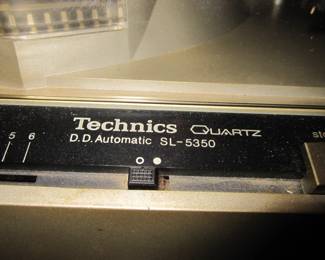 Technics QUARTZ
D.D. Automatic SL-5350
5 6